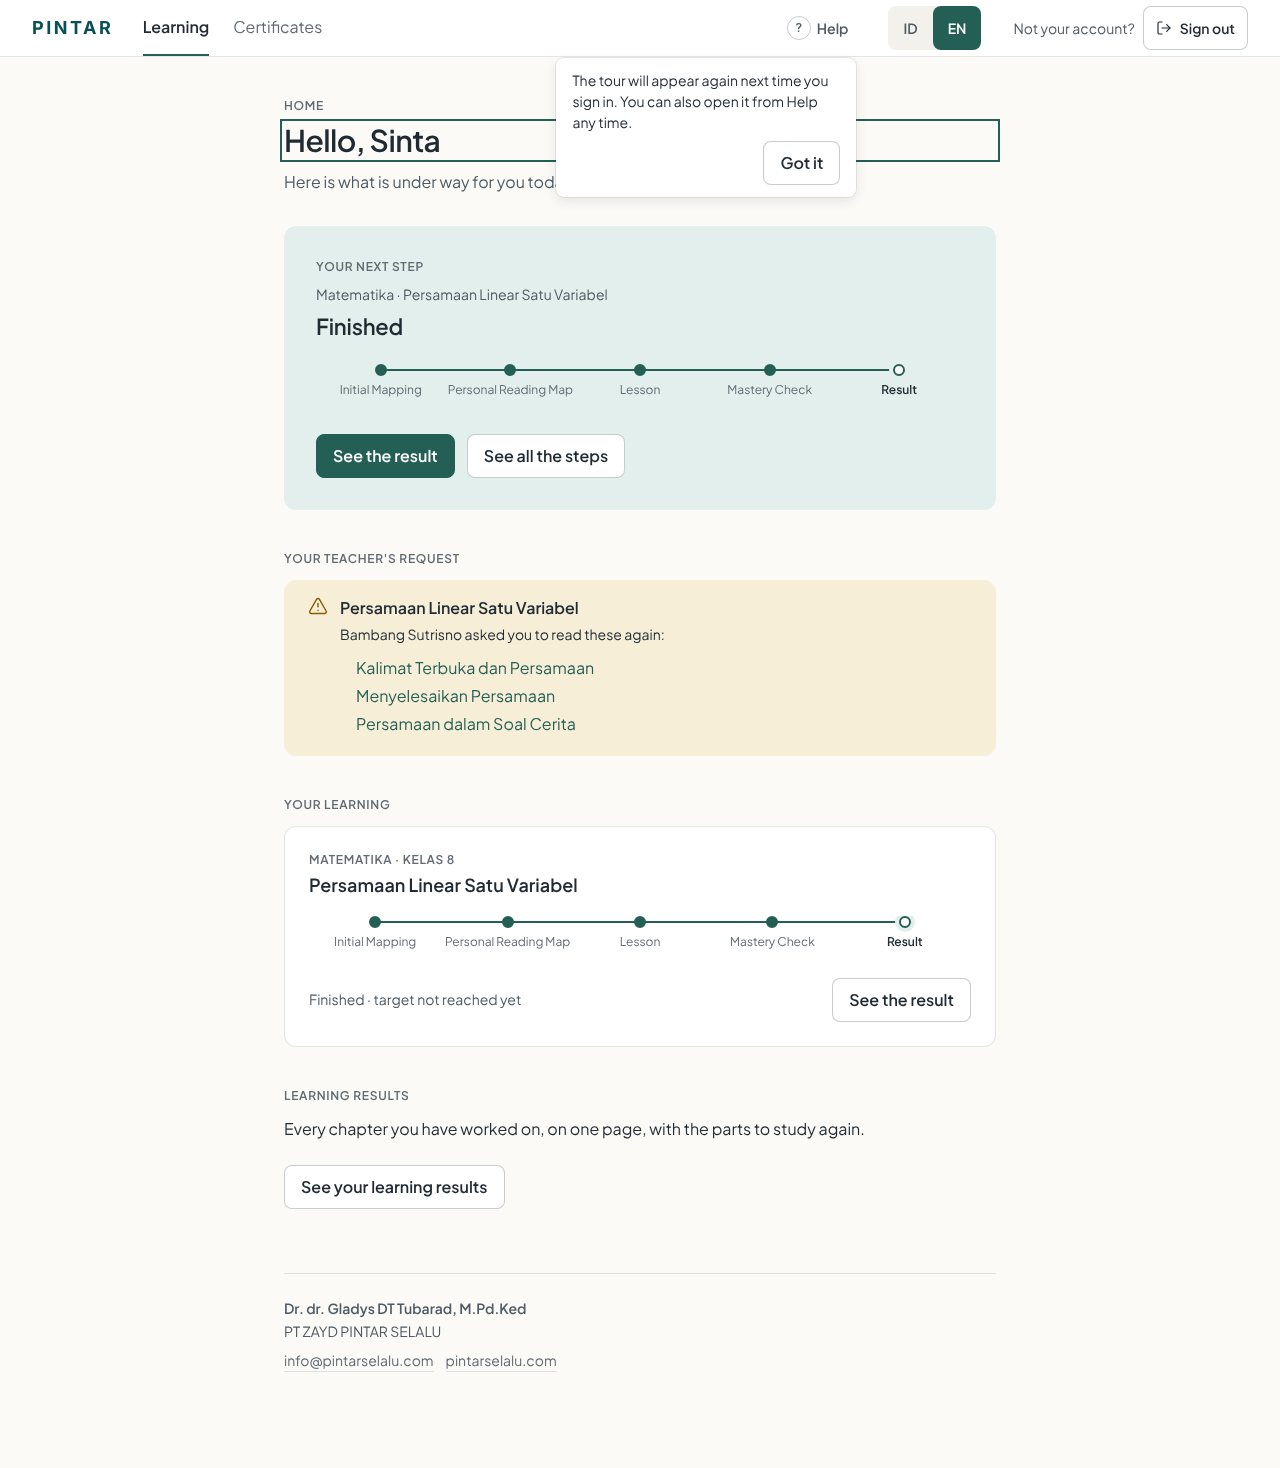 PINTAR
Learning
Certificates
? Help
ID
EN
Not your account?
Sign out
The tour will appear again next time you
sign in. You can also open it from Help
any time.
Got it
HOME
Hello, Sinta
Here is what is under way for you
YOUR NEXT STEP
Matematika · Persamaan Linear Satu Variabel
Finished
Initial Mapping
Personal Reading Map
Lesson
Mastery Check
Result
See the result
See all the steps
YOUR TEACHER'S REQUEST
Persamaan Linear Satu Variabel
Bambang Sutrisno asked you to read these again:
Kalimat Terbuka dan Persamaan
Menyelesaikan Persamaan
Persamaan dalam Soal Cerita
YOUR LEARNING
MATEMATIKA · KELAS 8
Persamaan Linear Satu Variabel
Initial Mapping
Personal Reading Map
Lesson
Mastery Check
Result
Finished · target not reached yet
See the result
LEARNING RESULTS
Every chapter you have worked on, on one page, with the parts to study again.
See your learning results
Dr. dr. Gladys DT Tubarad, M.Pd.Ked
PT ZAYD PINTAR SELALU
info@pintarselalu.com
pintarselalu.com